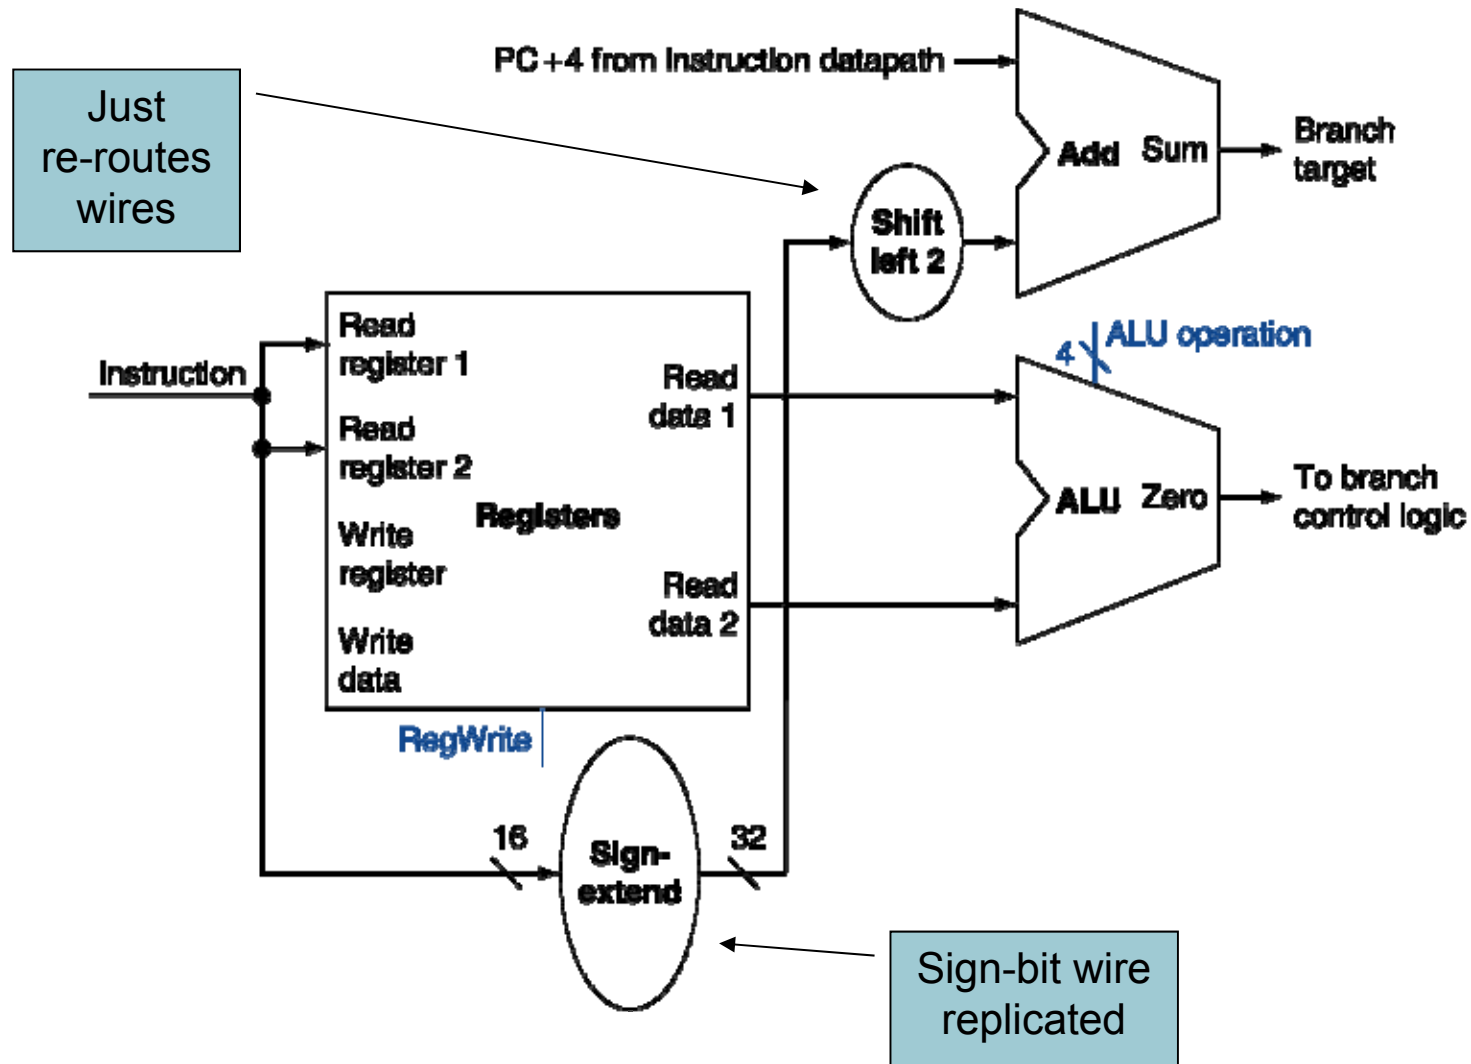 PC+4 from instruction datapath
Just
re-routes
wires
Add Sum
Branch
target
Shift
left 2
Instruction
Read
register 1
Read
register 2
Write
register
Write
data
Registers
Read
data 1
Read
data 2
RegWrite
4
ALU operation
ALU Zero
To branch
control logic
16
Sign-
extend
32
Sign-bit wire
replicated